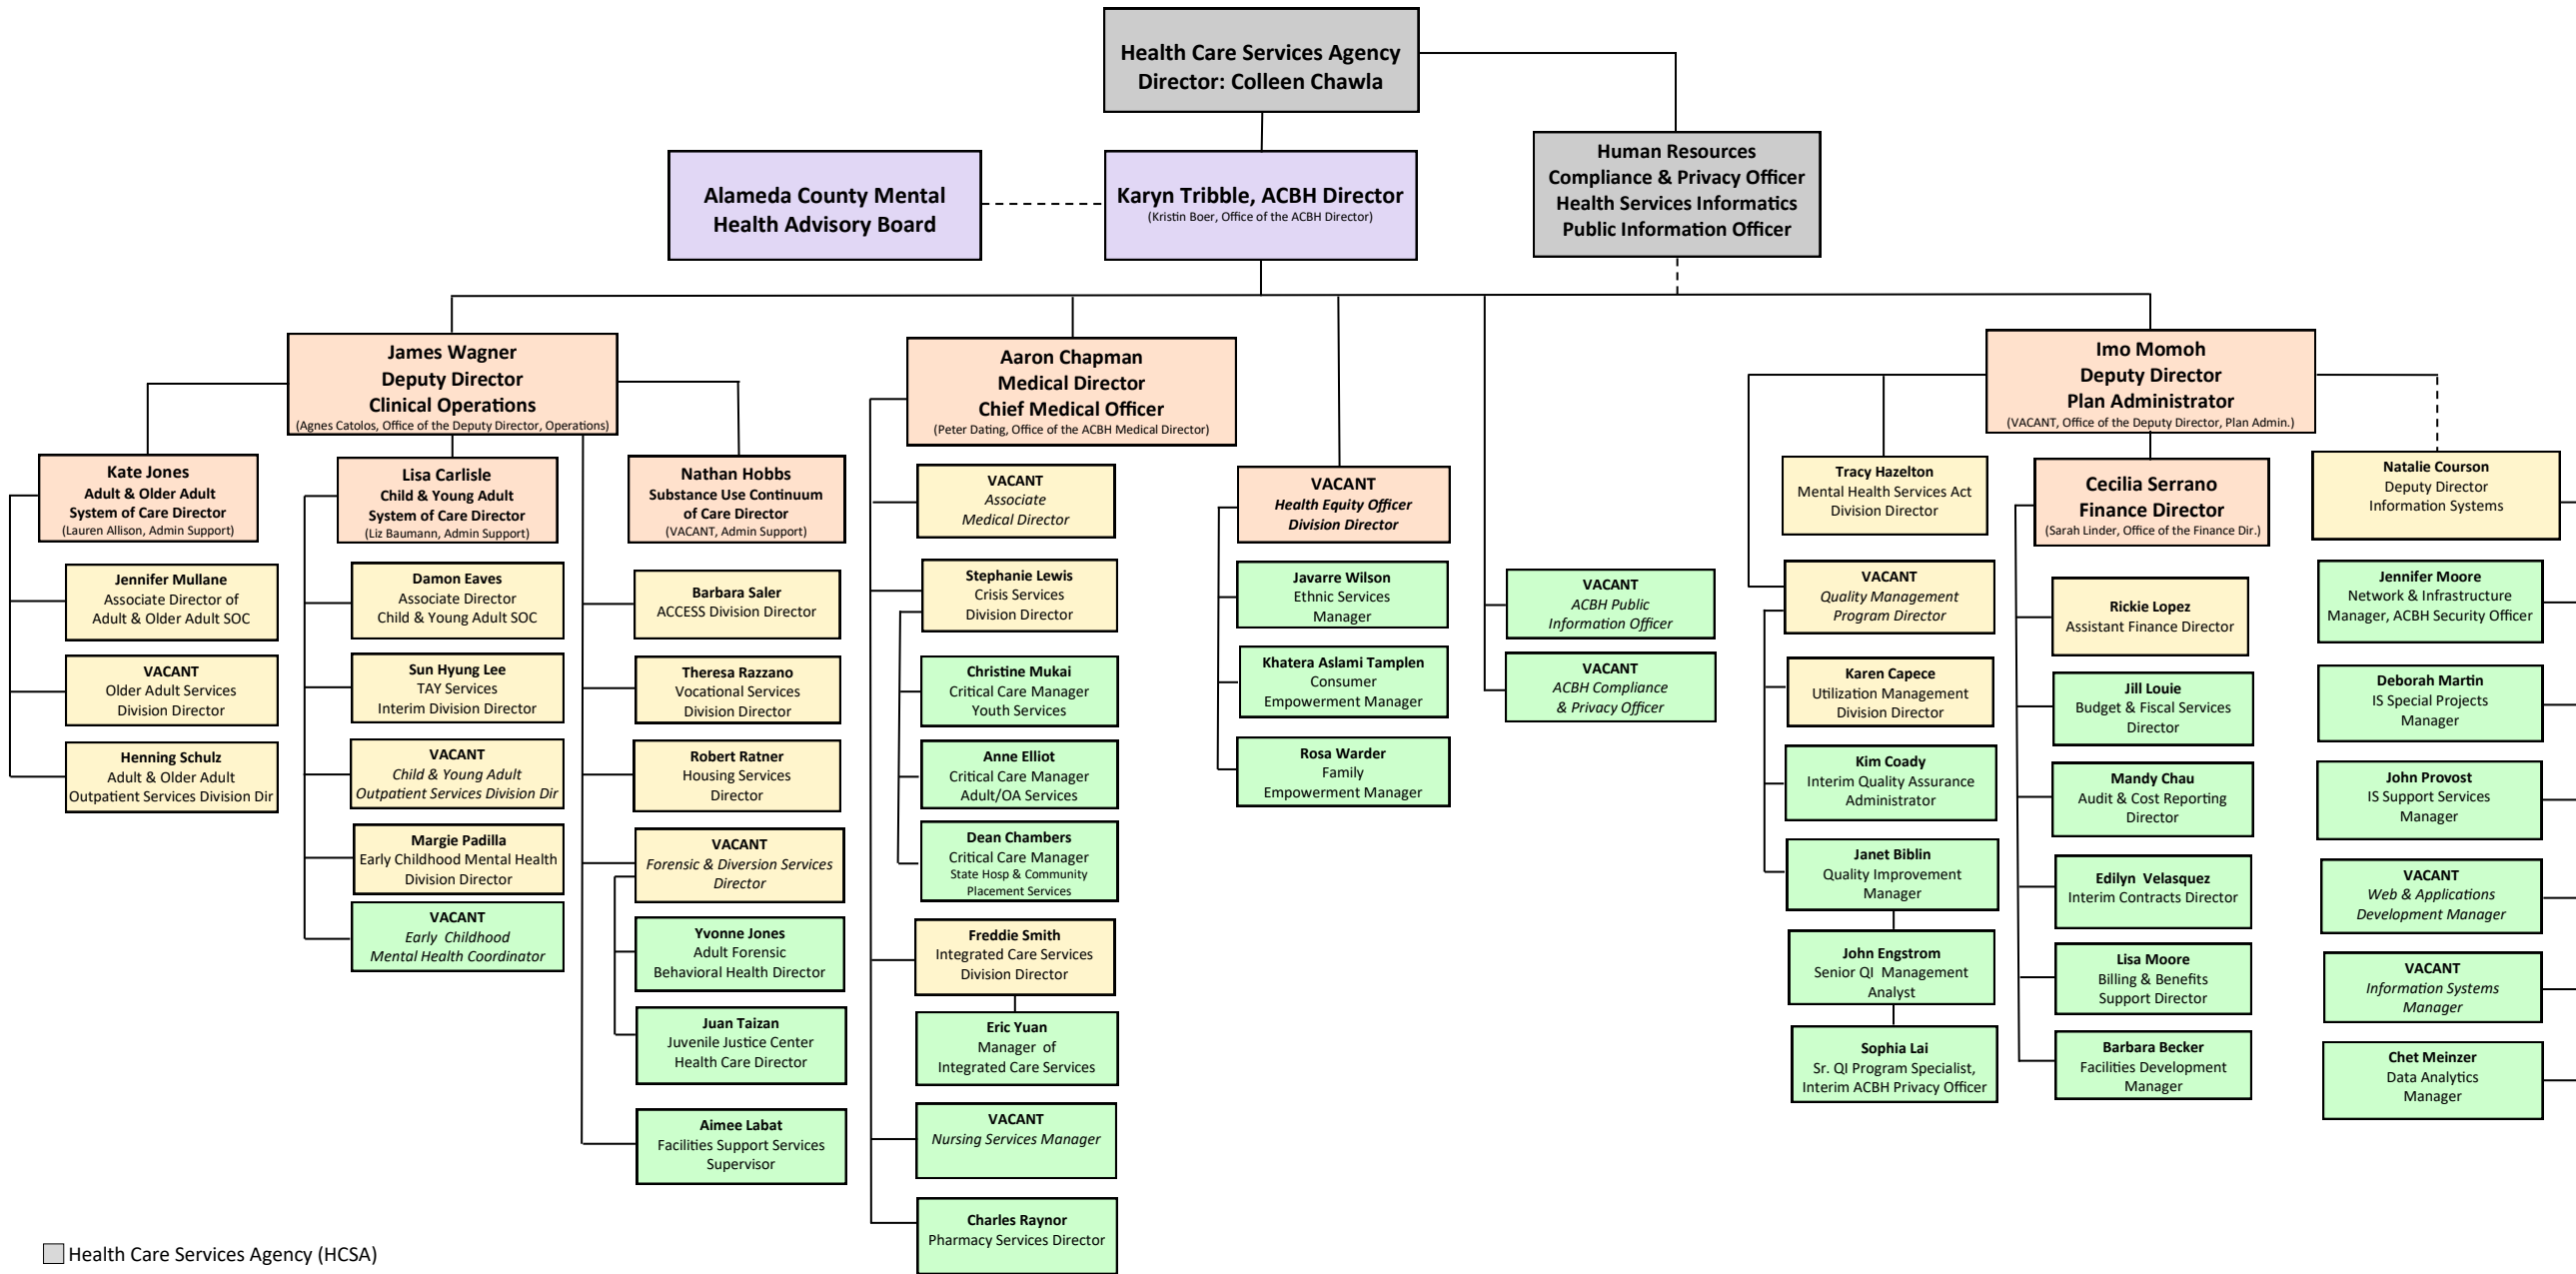 Health Care Services Agency
Director: Colleen Chawla
Human Resources
Compliance & Privacy Officer
Health Services Informatics
Public Information Officer
Alameda County Mental
Health Advisory Board
Karyn Tribble, ACBH Director
(Kristin Boer, Office of the ACBH Director)
James Wagner
Deputy Director
Clinical Operations
(Agnes Catolos, Office of the Deputy Director, Operations)
Kate Jones
Adult & Older Adult
System of Care Director
(Lauren Allison, Admin Support)
Jennifer Mullane
Associate Director of
Adult & Older Adult SOC
VACANT
Older Adult Services
Division Director
Henning Schulz
Adult & Older Adult
Outpatient Services Division Dir
Lisa Carlisle
Child & Young Adult
System of Care Director
(Liz Baumann, Admin Support)
Damon Eaves
Associate Director
Child & Young Adult SOC
Sun Hyung Lee
TAY Services
Interim Division Director
VACANT
Child & Young Adult
Outpatient Services Division Dir
Margie Padilla
Early Childhood Mental Health
Division Director
VACANT
Early Childhood
Mental Health Coordinator
Nathan Hobbs
Substance Use Continuum
of Care Director
(VACANT, Admin Support)
Barbara Saler
ACCESS Division Director
Theresa Razzano
Vocational Services
Division Director
Robert Ratner
Housing Services
Director
VACANT
Forensic & Diversion Services
Director
Yvonne Jones
Adult Forensic
Behavioral Health Director
Juan Taizan
Juvenile Justice Center
Health Care Director
Aimee Labat
Facilities Support Services
Supervisor
Aaron Chapman
Medical Director
Chief Medical Officer
(Peter Dating, Office of the ACBH Medical Director)
VACANT
Associate
Medical Director
Stephanie Lewis
Crisis Services
Division Director
Christine Mukai
Critical Care Manager
Youth Services
Anne Elliot
Critical Care Manager
Adult/OA Services
Dean Chambers
Critical Care Manager
State Hosp & Community
Placement Services
Freddie Smith
Integrated Care Services
Division Director
Eric Yuan
Manager of
Integrated Care Services
VACANT
Nursing Services Manager
Charles Raynor
Pharmacy Services Director
VACANT
Health Equity Officer
Division Director
Javarre Wilson
Ethnic Services
Manager
Khatera Aslami Tamplen
Consumer
Empowerment Manager
Rosa Warder
Family
Empowerment Manager
VACANT
ACBH Public
Information Officer
VACANT
ACBH Compliance
& Privacy Officer
Imo Momoh
Deputy Director
Plan Administrator
(VACANT, Office of the Deputy Director, Plan Admin.)
Tracy Hazelton
Mental Health Services Act
Division Director
VACANT
Quality Management
Program Director
Karen Capece
Utilization Management
Division Director
Kim Coady
Interim Quality Assurance
Administrator
Janet Biblin
Quality Improvement
Manager
John Engstrom
Senior QI Management
Analyst
Sophia Lai
Sr. QI Program Specialist,
Interim ACBH Privacy Officer
Cecilia Serrano
Finance Director
(Sarah Linder, Office of the Finance Dir.)
Rickie Lopez
Assistant Finance Director
Jill Louie
Budget & Fiscal Services
Director
Mandy Chau
Audit & Cost Reporting
Director
Edilyn Velasquez
Interim Contracts Director
Lisa Moore
Billing & Benefits
Support Director
Barbara Becker
Facilities Development
Manager
Natalie Courson
Deputy Director
Information Systems
Jennifer Moore
Network & Infrastructure
Manager, ACBH Security Officer
Deborah Martin
IS Special Projects
Manager
John Provost
IS Support Services
Manager
VACANT
Web & Applications
Development Manager
VACANT
Information Systems
Manager
Chet Meinzer
Data Analytics
Manager
Health Care Services Agency (HCSA)